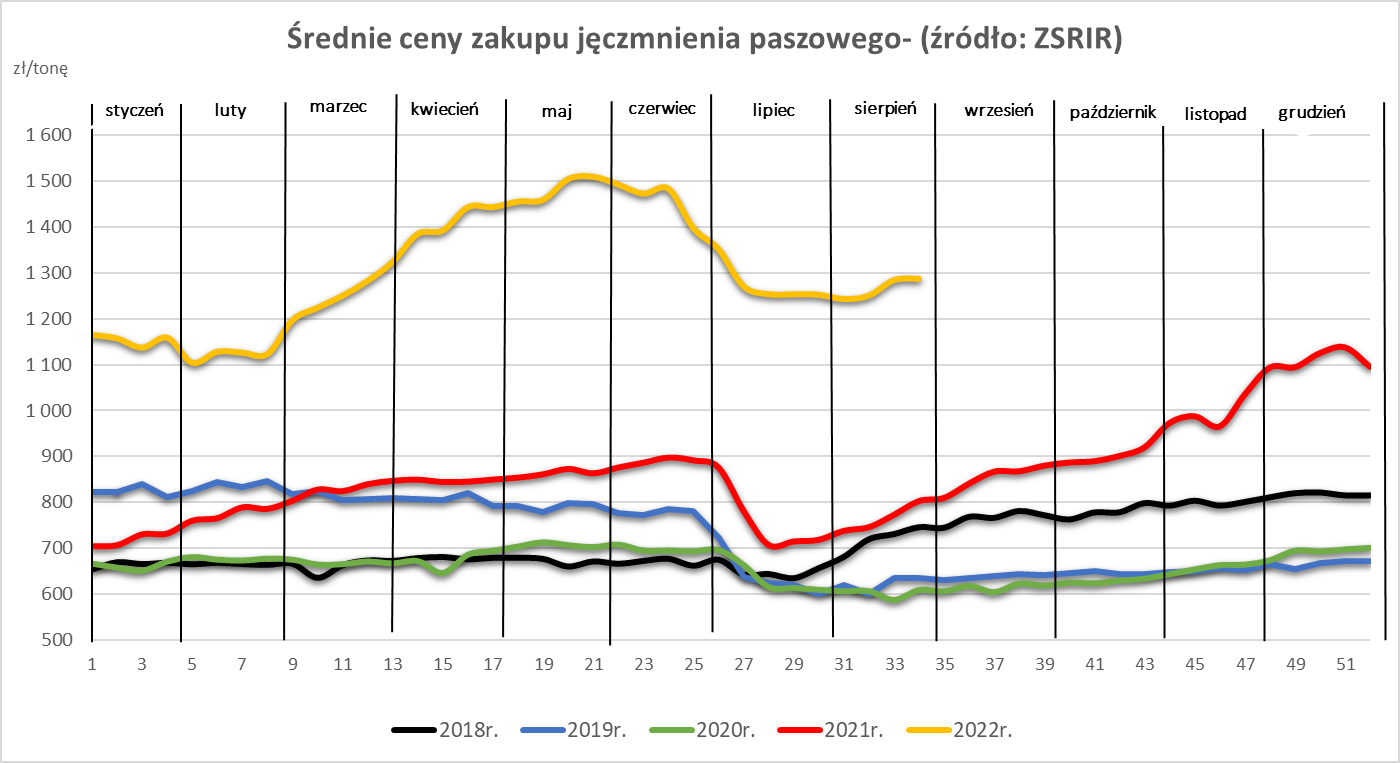 Średnie ceny zakupu jęczmnienia paszowego- (źródło: ZSRIR)
zł/tonę
styczeń luty marzec kwiecień maj czerwiec lipiec sierpień wrzesień październik listopad grudzień
1 600
1 500
1 400
1 300
1 200
1 100
1 000
900
800
700
600
500
1 3 5 7 9 11 13 15 17 19 21 23 25 27 29 31 33 35 37 39 41 43 45 47 49 51
2018r. 2019r. 2020r. 2021r. 2022r.